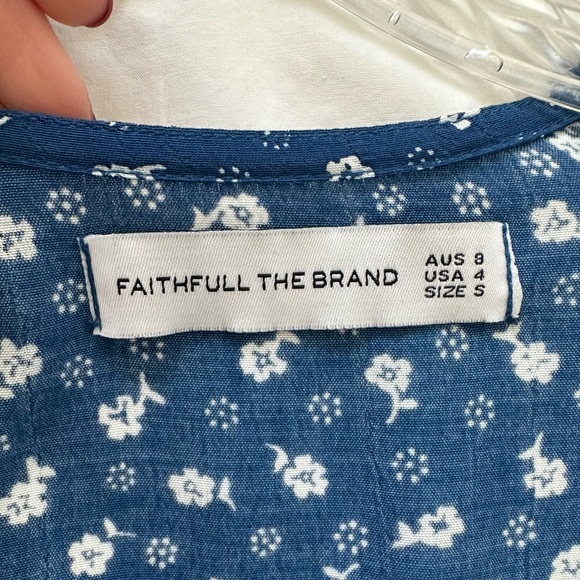 FAITHFULL THE BRAND
AUS 8
USA 4
SIZE S